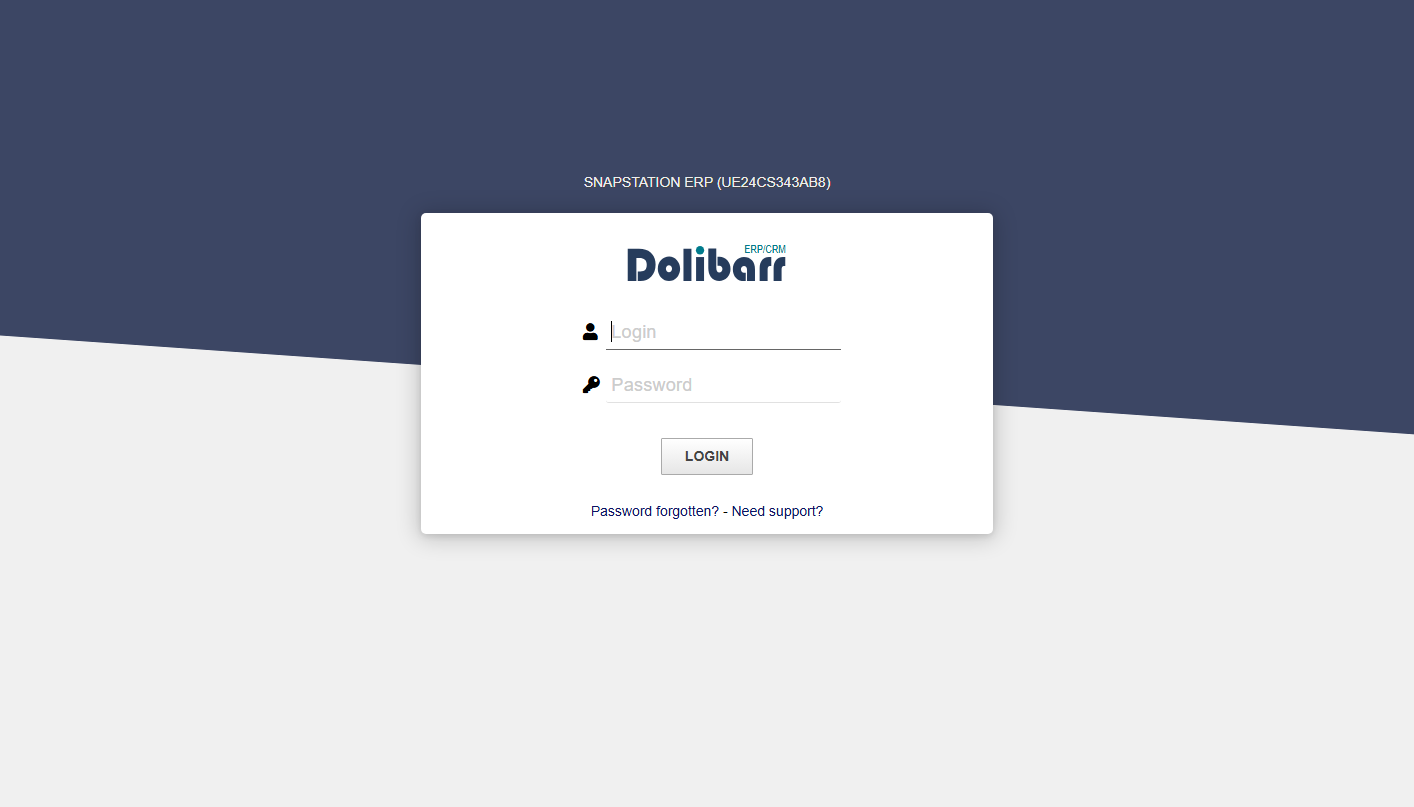 SNAPSTATION ERP (UE24CS343AB8)
Dolibarr ERP/CRM
Login
Password
LOGIN
Password forgotten? - Need support?